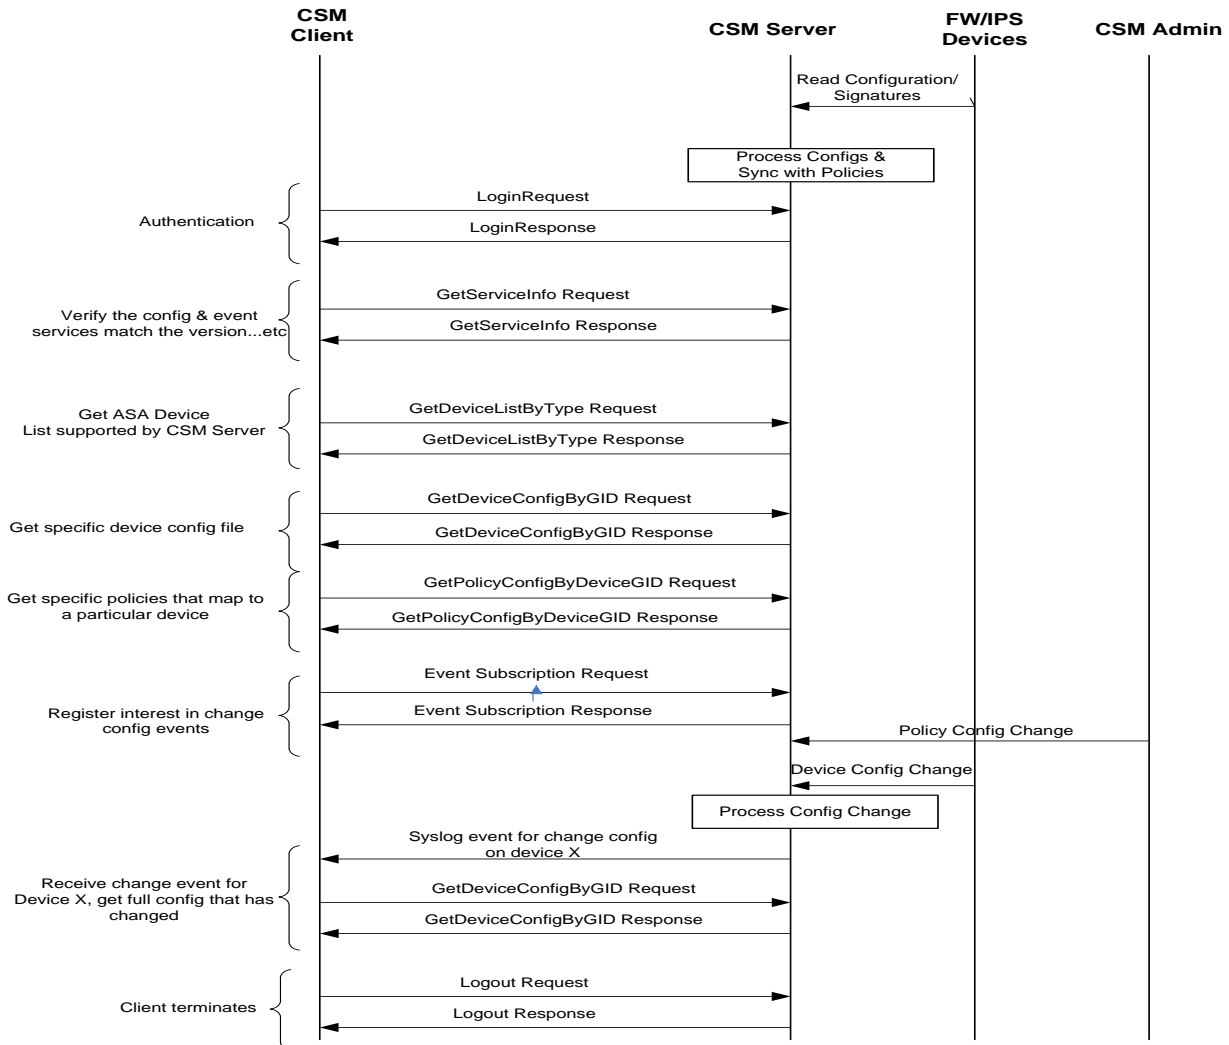 CSM
Client
CSM Server
FW/IPS
Devices
CSM Admin
Read Configuration/
Signatures
Process Configs &
Sync with Policies
LoginRequest
Authentication
LoginResponse
GetServiceInfo Request
Verify the config & event
services match the version...etc
GetServiceInfo Response
Get ASA Device
List supported by CSM Server
GetDeviceListByType Request
GetDeviceListByType Response
GetDeviceConfigByGID Request
Get specific device config file
GetDeviceConfigByGID Response
GetPolicyConfigByDeviceGID Request
Get specific policies that map to
a particular device
GetPolicyConfigByDeviceGID Response
Event Subscription Request
Register interest in change
config events
Event Subscription Response
Policy Config Change
Device Config Change
Process Config Change
Syslog event for change config
on device X
Receive change event for
Device X, get full config that has
changed
GetDeviceConfigByGID Request
GetDeviceConfigByGID Response
Logout Request
Client terminates
Logout Response